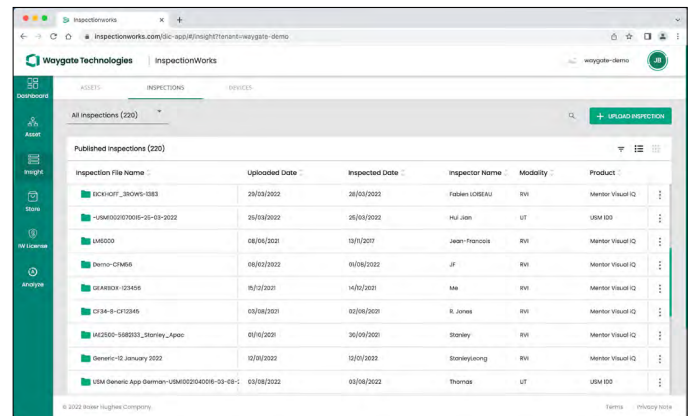 Inspectionworks
inspectionworks.com/dic-app/#/insight?tenant=waygate-demo
Waygate Technologies InspectionWorks waygate-demo JB
Dashboard
Asset
Insight
Store
IW License
Analyze
ASSETS INSPECTIONS DEVICES
All Inspections (220) UPLOAD INSPECTION
Published Inspections (220)
Inspection File Name Uploaded Date Inspected Date Inspector Name Modality Product
EICKHOFF_3ROWS-1383 29/03/2022 28/03/2022 Fabien LOISEAU RVI Mentor Visual iQ
-USM10021070015-25-03-2022 25/03/2022 25/03/2022 Hui Jian UT USM 100
LM6000 08/06/2021 13/11/2017 Jean-Francois RVI Mentor Visual iQ
Demo-CFM56 08/02/2022 01/08/2022 JF RVI Mentor Visual iQ
GEARBOX-123456 15/12/2021 14/12/2021 Me RVI Mentor Visual iQ
CF34-8-CF12345 03/08/2021 02/08/2021 R. Jones RVI Mentor Visual iQ
IAE2500-5682133_Stanley_Apac 01/10/2021 30/09/2021 Stanley RVI Mentor Visual iQ
Generic-12 January 2022 12/01/2022 12/01/2022 StanleyLeong RVI Mentor Visual iQ
USM Generic App German-USM10021040015-03-08-2 03/08/2022 03/08/2022 Thomas UT USM 100
© 2022 Baker Hughes Company Terms Privacy Note